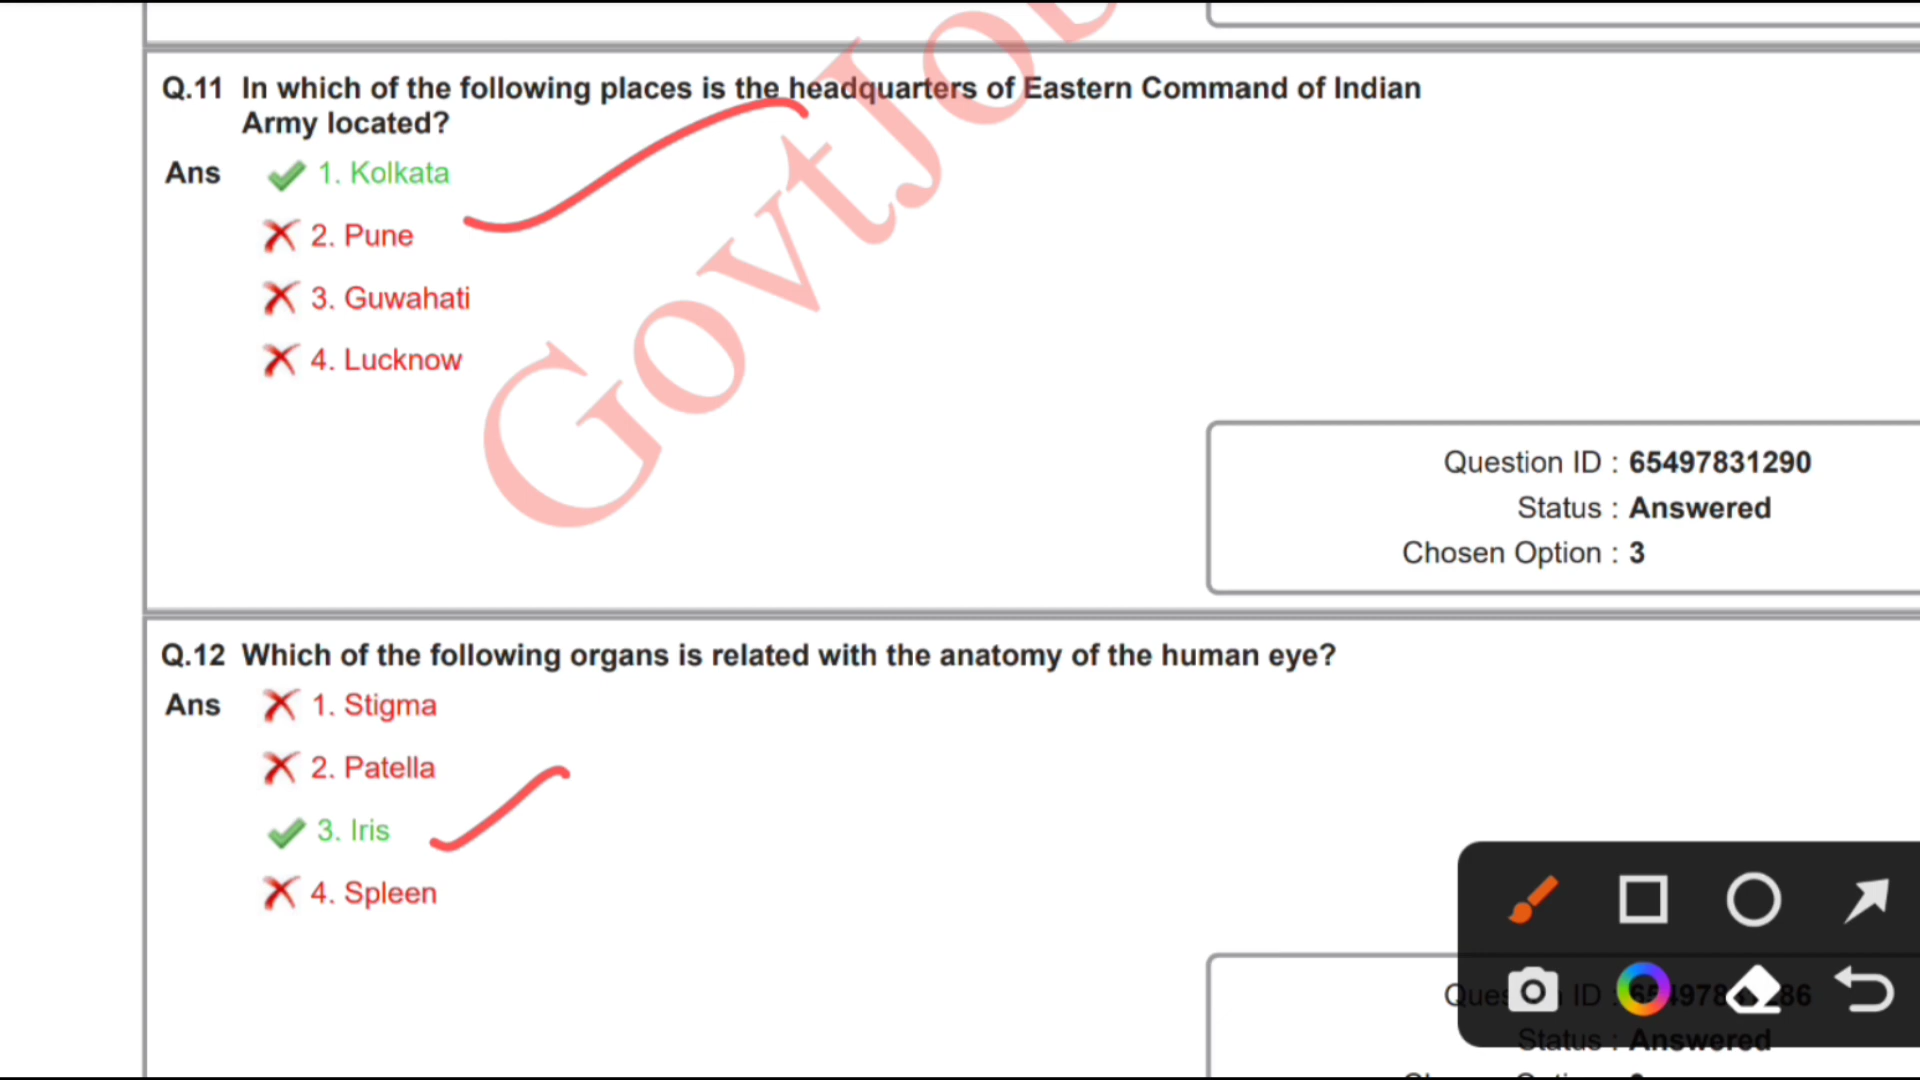 Q.11 In which of the following places is the headquarters of Eastern Command of Indian
Army located?
Ans 1. Kolkata
2. Pune
3. Guwahati
4. Lucknow
GovtJo
Question ID : 65497831290
Status : Answered
Chosen Option : 3
Q.12 Which of the following organs is related with the anatomy of the human eye?
Ans 1. Stigma
2. Patella
3. Iris
4. Spleen
ID :
Status : Answered